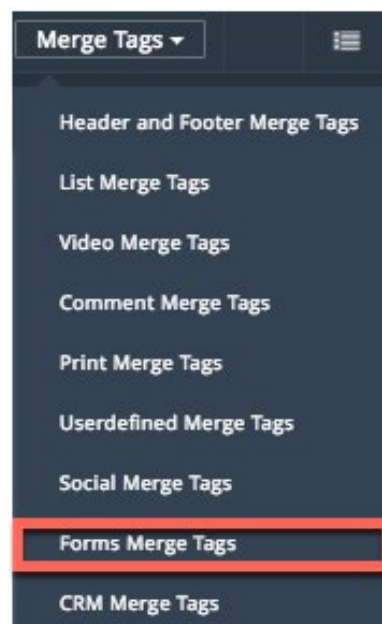 Merge Tags
Header and Footer Merge Tags
List Merge Tags
Video Merge Tags
Comment Merge Tags
Print Merge Tags
Userdefined Merge Tags
Social Merge Tags
Forms Merge Tags
CRM Merge Tags